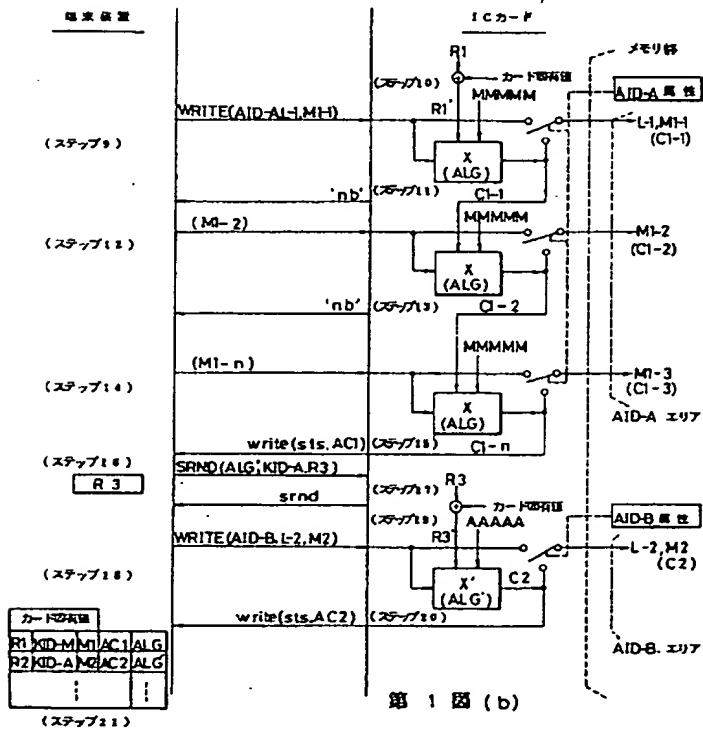 端末装置
ICカード
メモリ部
R1
(ステップ10)
カード固有値
AID-A 属性
MMMMM
R1'
WRITE(AID-A,L-1,M1-1)
L-1,M1-1
(C1-1)
(ステップ9)
X
(ALG)
'nb'
(ステップ11)
C1-1
(M1-2)
MMMMM
M1-2
(C1-2)
(ステップ12)
X
(ALG)
'nb'
(ステップ13)
C1-2
MMMMM
(M1-n)
M1-3
(C1-3)
(ステップ14)
X
(ALG)
AID-A エリア
write(sts,AC1)
(ステップ15)
C1-n
(ステップ16)
SRND(ALG',KID-A,R3)
R3
R3
(ステップ17)
カード固有値
srnd
AID-B 属性
AAAAA
WRITE(AID-B,L-2,M2)
R3'
L-2,M2
(C2)
(ステップ18)
X'
(ALG')
C2
write(sts,AC2)
(ステップ20)
カード固有値
R1 KID-M M1 AC1 ALG
R2 KID-A M2 AC2 ALG'
AID-B. エリア
第 1 図 (b)
(ステップ21)